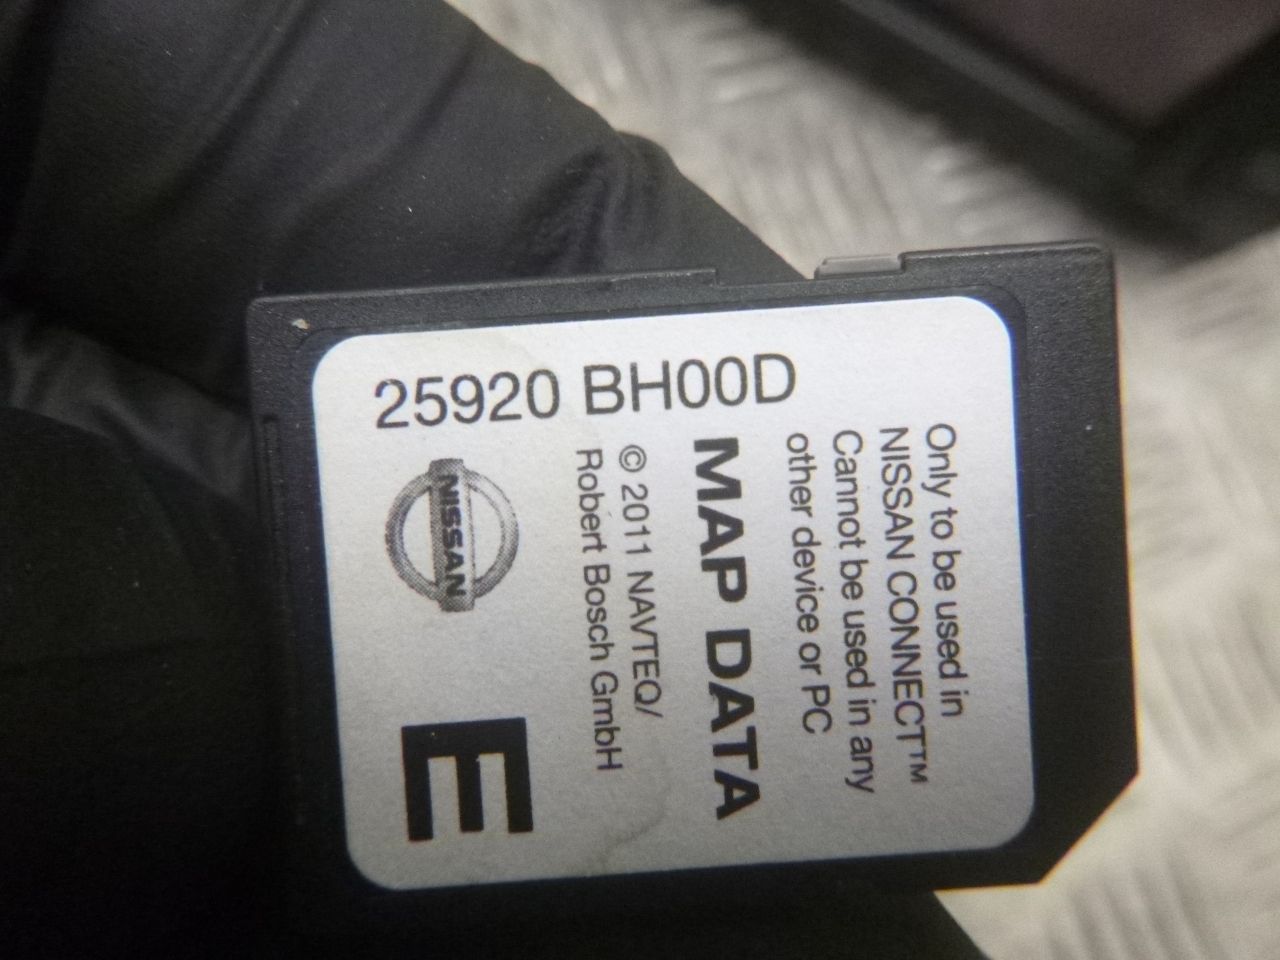 25920 BH00D
Only to be used in
NISSAN CONNECT™
Cannot be used in any
other device or PC
MAP DATA
© 2011 NAVTEQ/
Robert Bosch GmbH
NISSAN
E